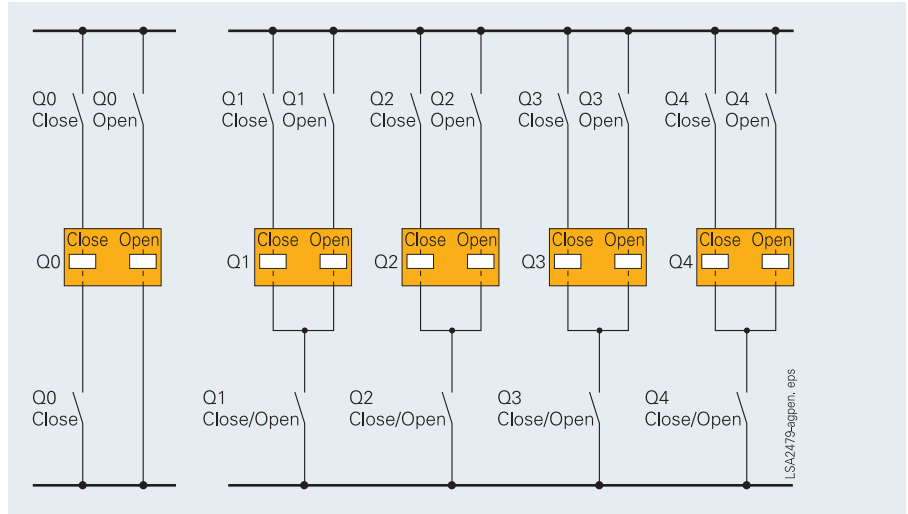 Q0 Close
Q0 Open
Q1 Close
Q1 Open
Q2 Close
Q2 Open
Q3 Close
Q3 Open
Q4 Close
Q4 Open
Q0 Close Open
Q1 Close Open
Q2 Close Open
Q3 Close Open
Q4 Close Open
Q0 Close
Q1 Close/Open
Q2 Close/Open
Q3 Close/Open
Q4 Close/Open
LSA2479-agpen. eps